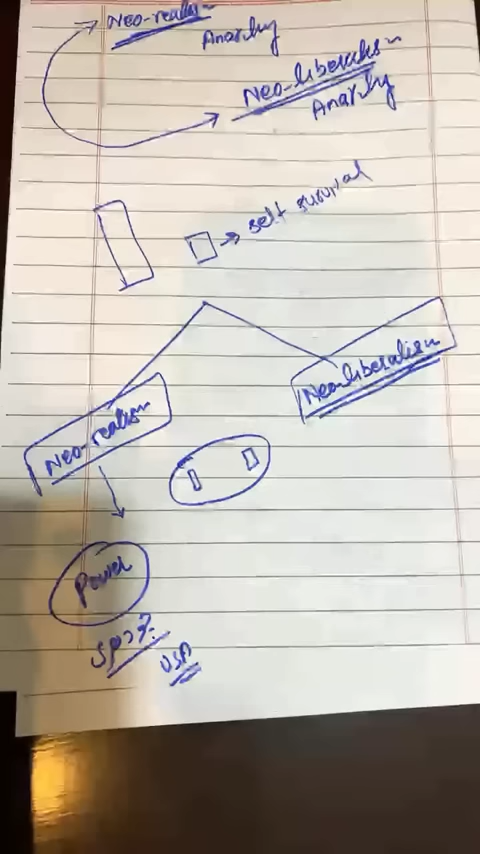 Neo-realism
Anarchy
Neo-liberalism
Anarchy
self survival
Neo-liberalism
Neo-realism
Power
USA